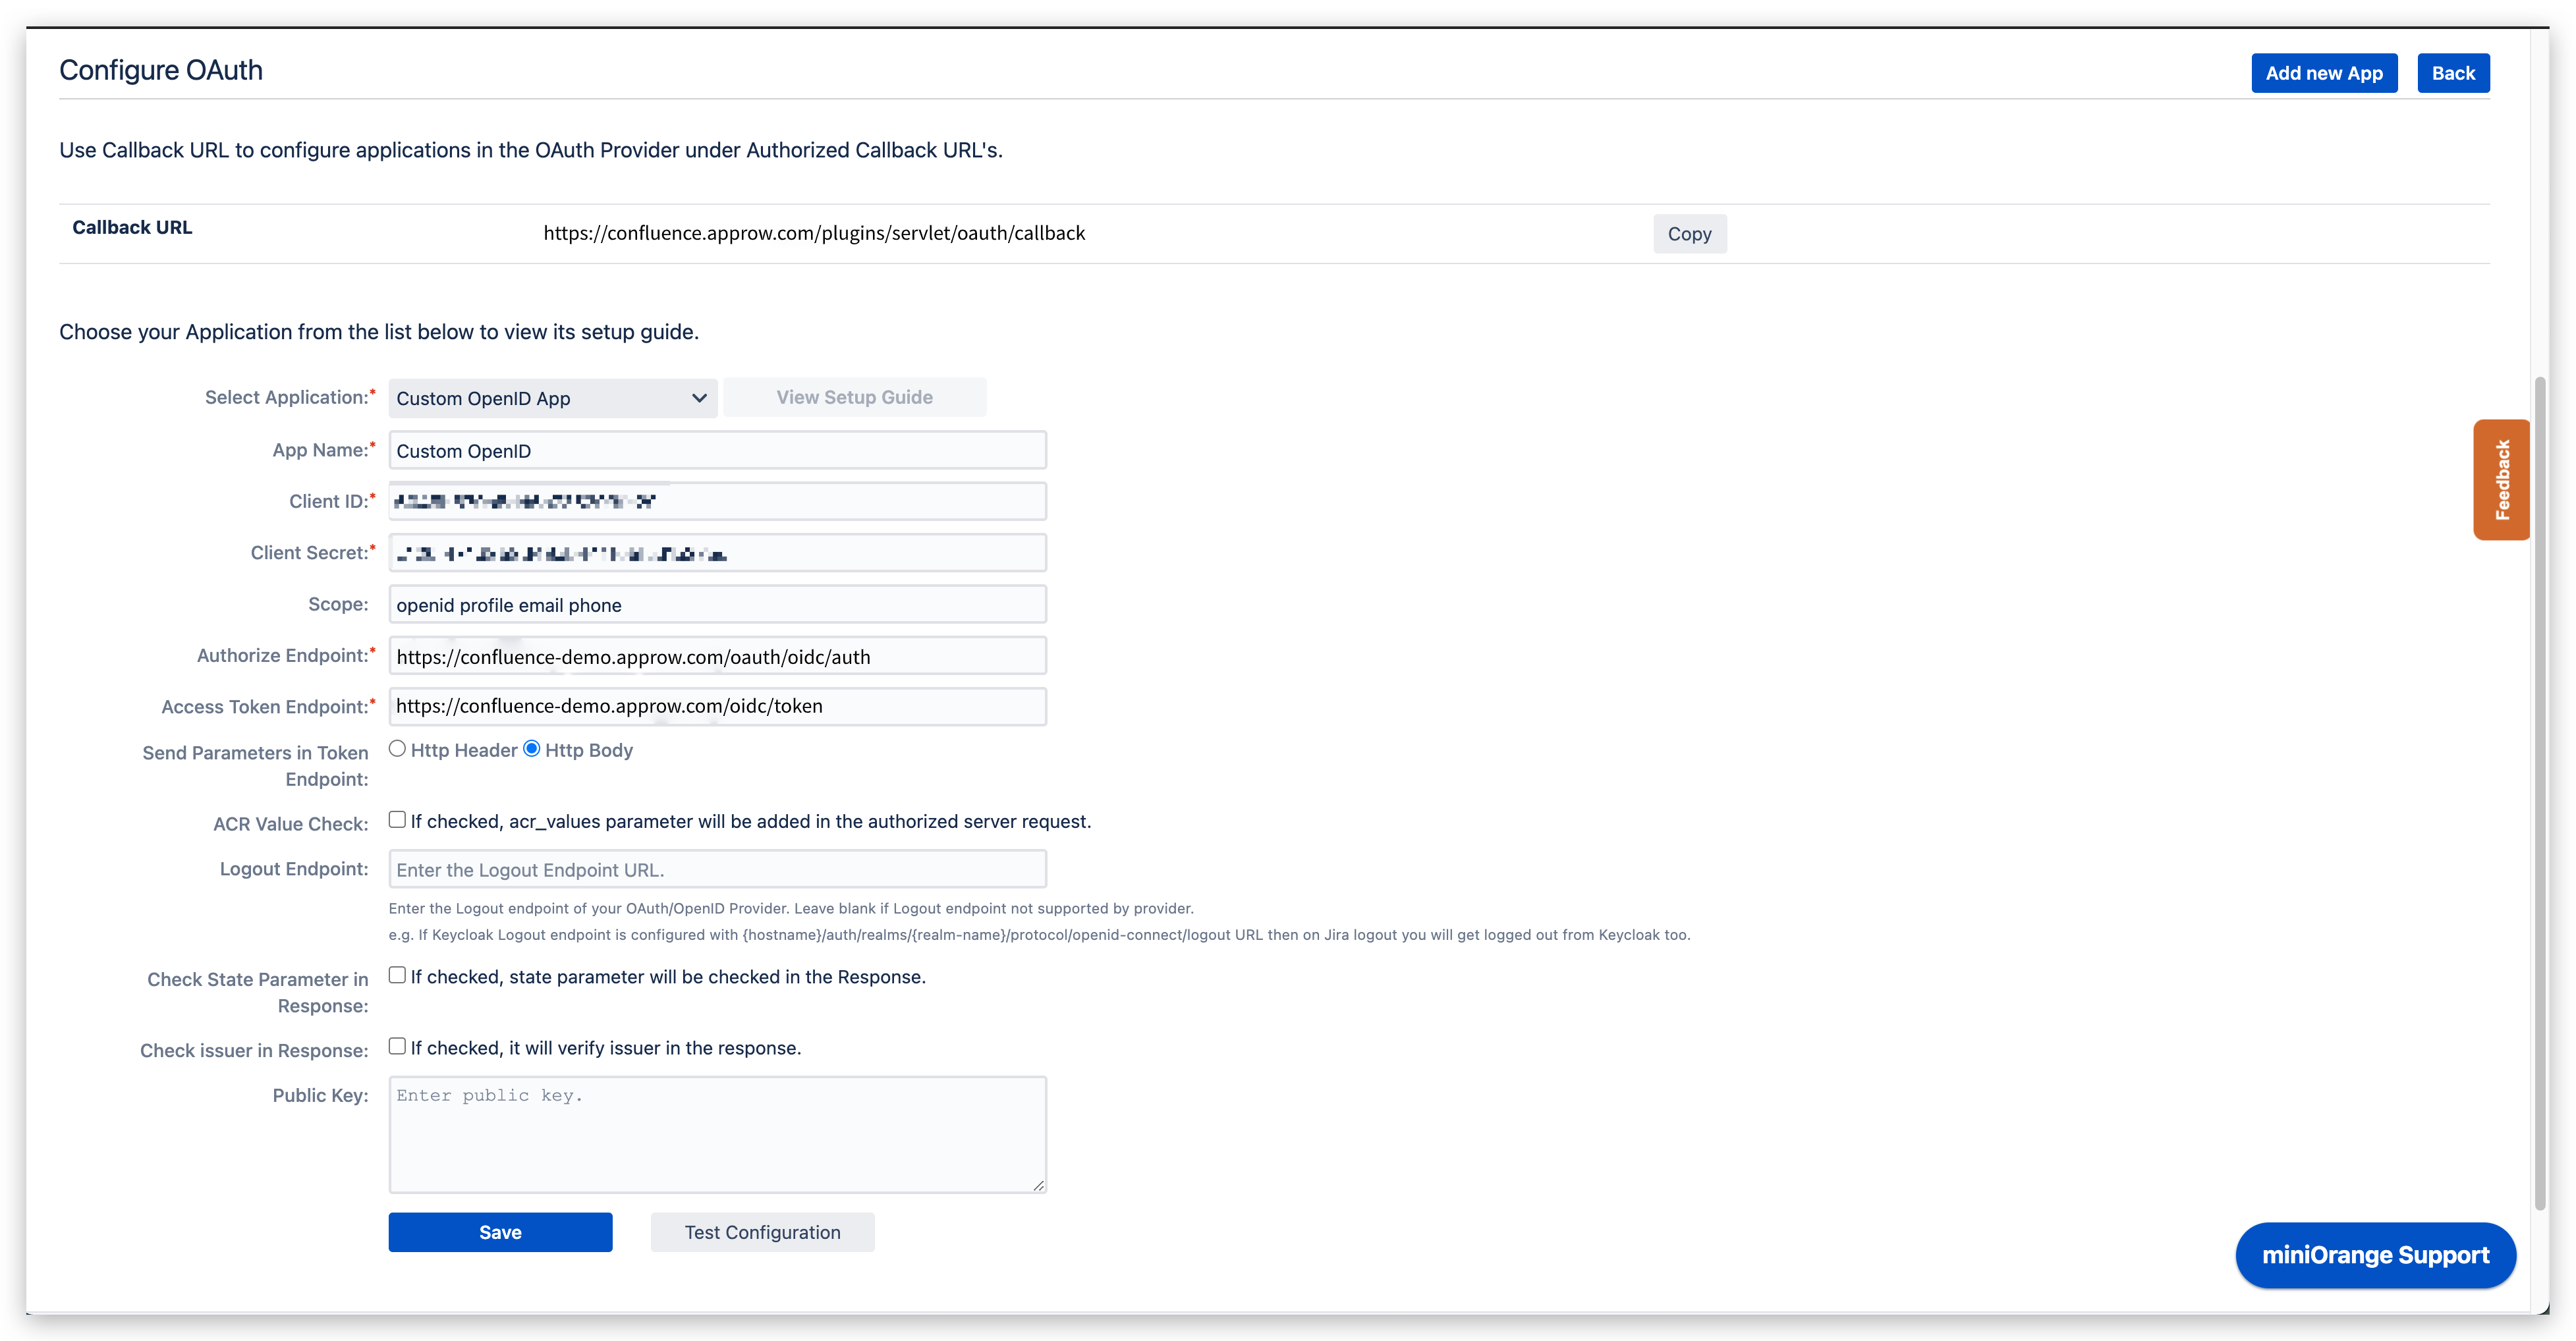 Configure OAuth
Add new App
Back
Use Callback URL to configure applications in the OAuth Provider under Authorized Callback URL's.
Callback URL
https://confluence.approw.com/plugins/servlet/oauth/callback
Copy
Choose your Application from the list below to view its setup guide.
Select Application:*
Custom OpenID App
View Setup Guide
App Name:*
Custom OpenID
Client ID:*
Client Secret:*
Scope:
openid profile email phone
Authorize Endpoint:*
https://confluence-demo.approw.com/oauth/oidc/auth
Access Token Endpoint:*
https://confluence-demo.approw.com/oidc/token
Send Parameters in Token
Endpoint:
Http Header
Http Body
ACR Value Check:
If checked, acr_values parameter will be added in the authorized server request.
Logout Endpoint:
Enter the Logout Endpoint URL.
Enter the Logout endpoint of your OAuth/OpenID Provider. Leave blank if Logout endpoint not supported by provider.
e.g. If Keycloak Logout endpoint is configured with {hostname}/auth/realms/{realm-name}/protocol/openid-connect/logout URL then on Jira logout you will get logged out from Keycloak too.
Check State Parameter in
Response:
If checked, state parameter will be checked in the Response.
Check issuer in Response:
If checked, it will verify issuer in the response.
Public Key:
Enter public key.
Save
Test Configuration
Feedback
miniOrange Support